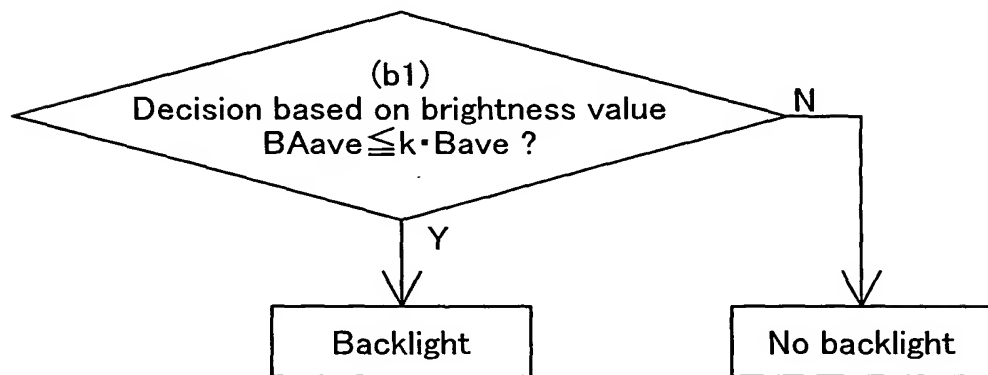 (b1)
Decision based on brightness value
BAave≦k·Bave ?
N
Y
Backlight
No backlight